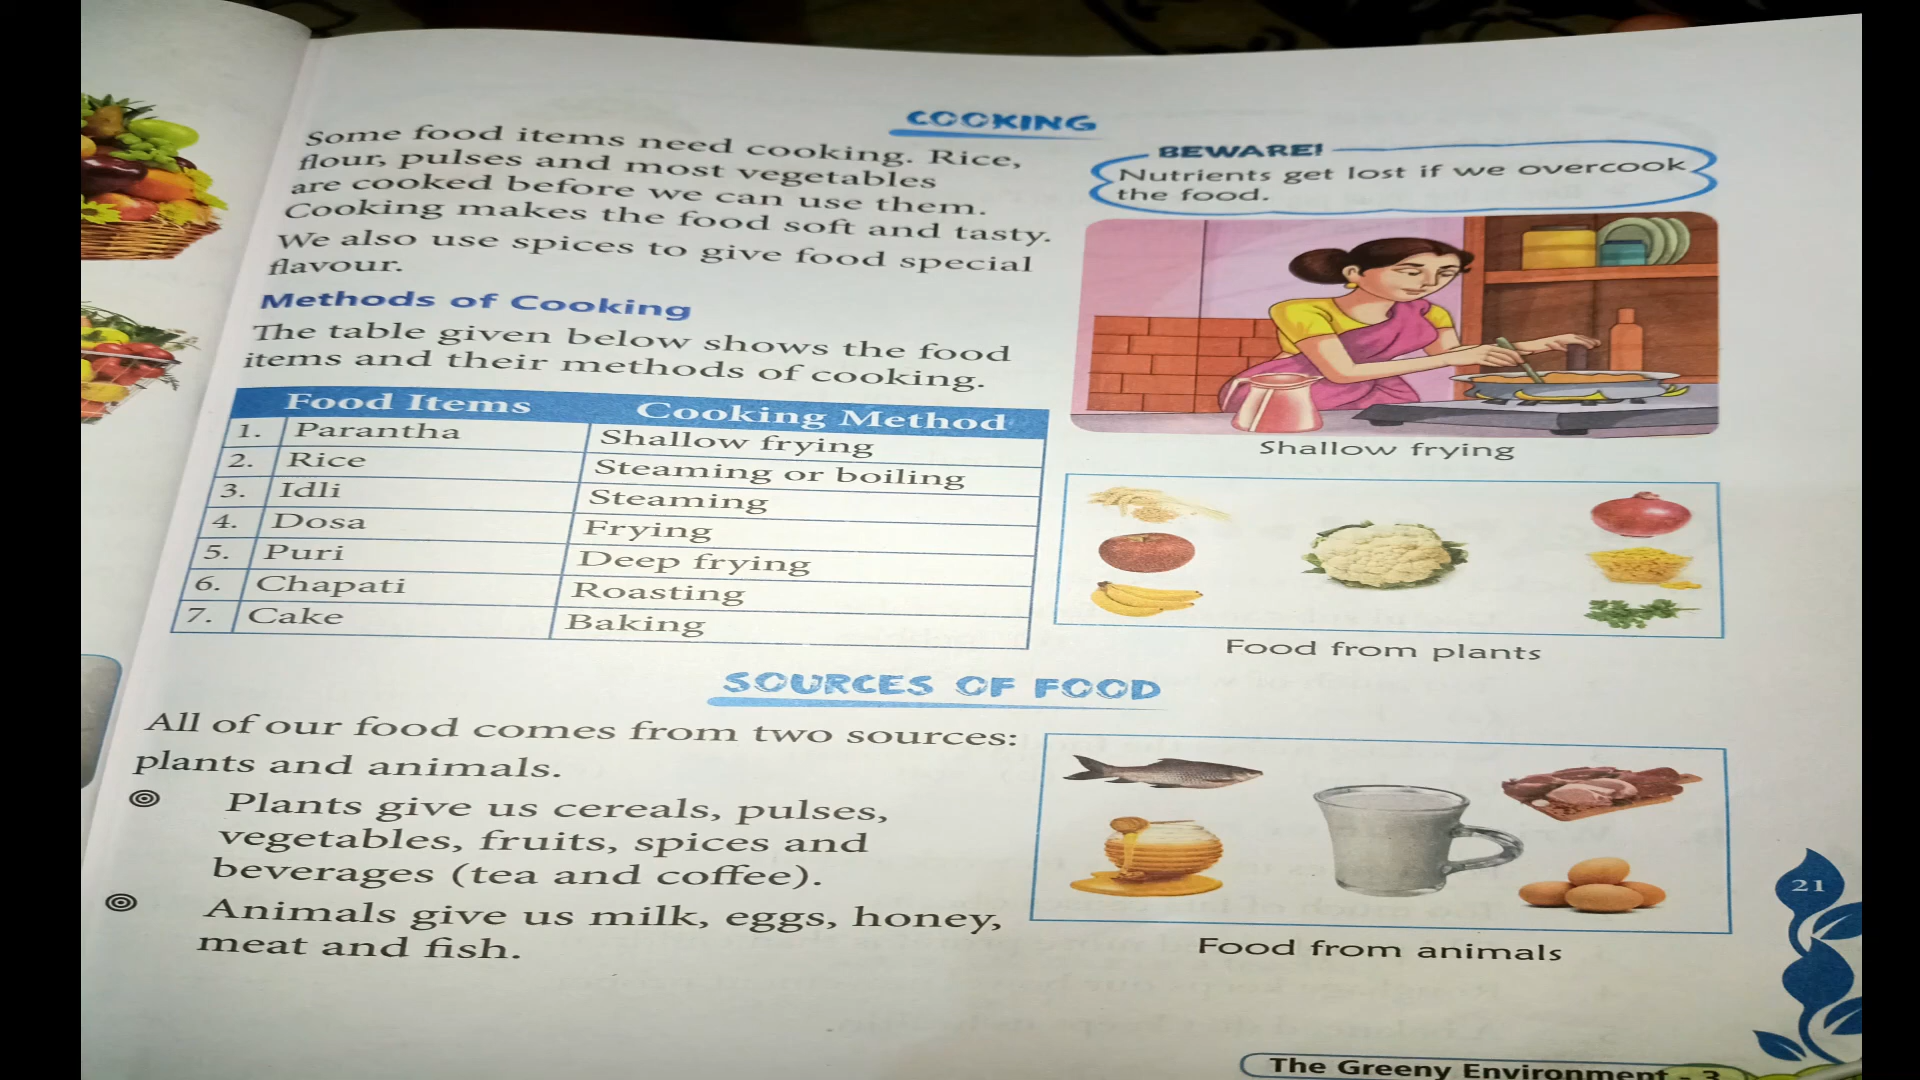 COOKING
Some food items need cooking. Rice,
flour, pulses and most vegetables
are cooked before we can use them.
Cooking makes the food soft and tasty.
We also use spices to give food special
flavour.
BEWARE!
Nutrients get lost if we overcook
the food.
Shallow frying
Methods of Cooking
The table given below shows the food
items and their methods of cooking.
Food Items Cooking Method
1. Parantha Shallow frying
2. Rice Steaming or boiling
3. Idli Steaming
4. Dosa Frying
5. Puri Deep frying
6. Chapati Roasting
7. Cake Baking
Food from plants
SOURCES OF FOOD
All of our food comes from two sources:
plants and animals.
Plants give us cereals, pulses,
vegetables, fruits, spices and
beverages (tea and coffee).
Animals give us milk, eggs, honey,
meat and fish.
Food from animals
21
The Greeny Environment - 3